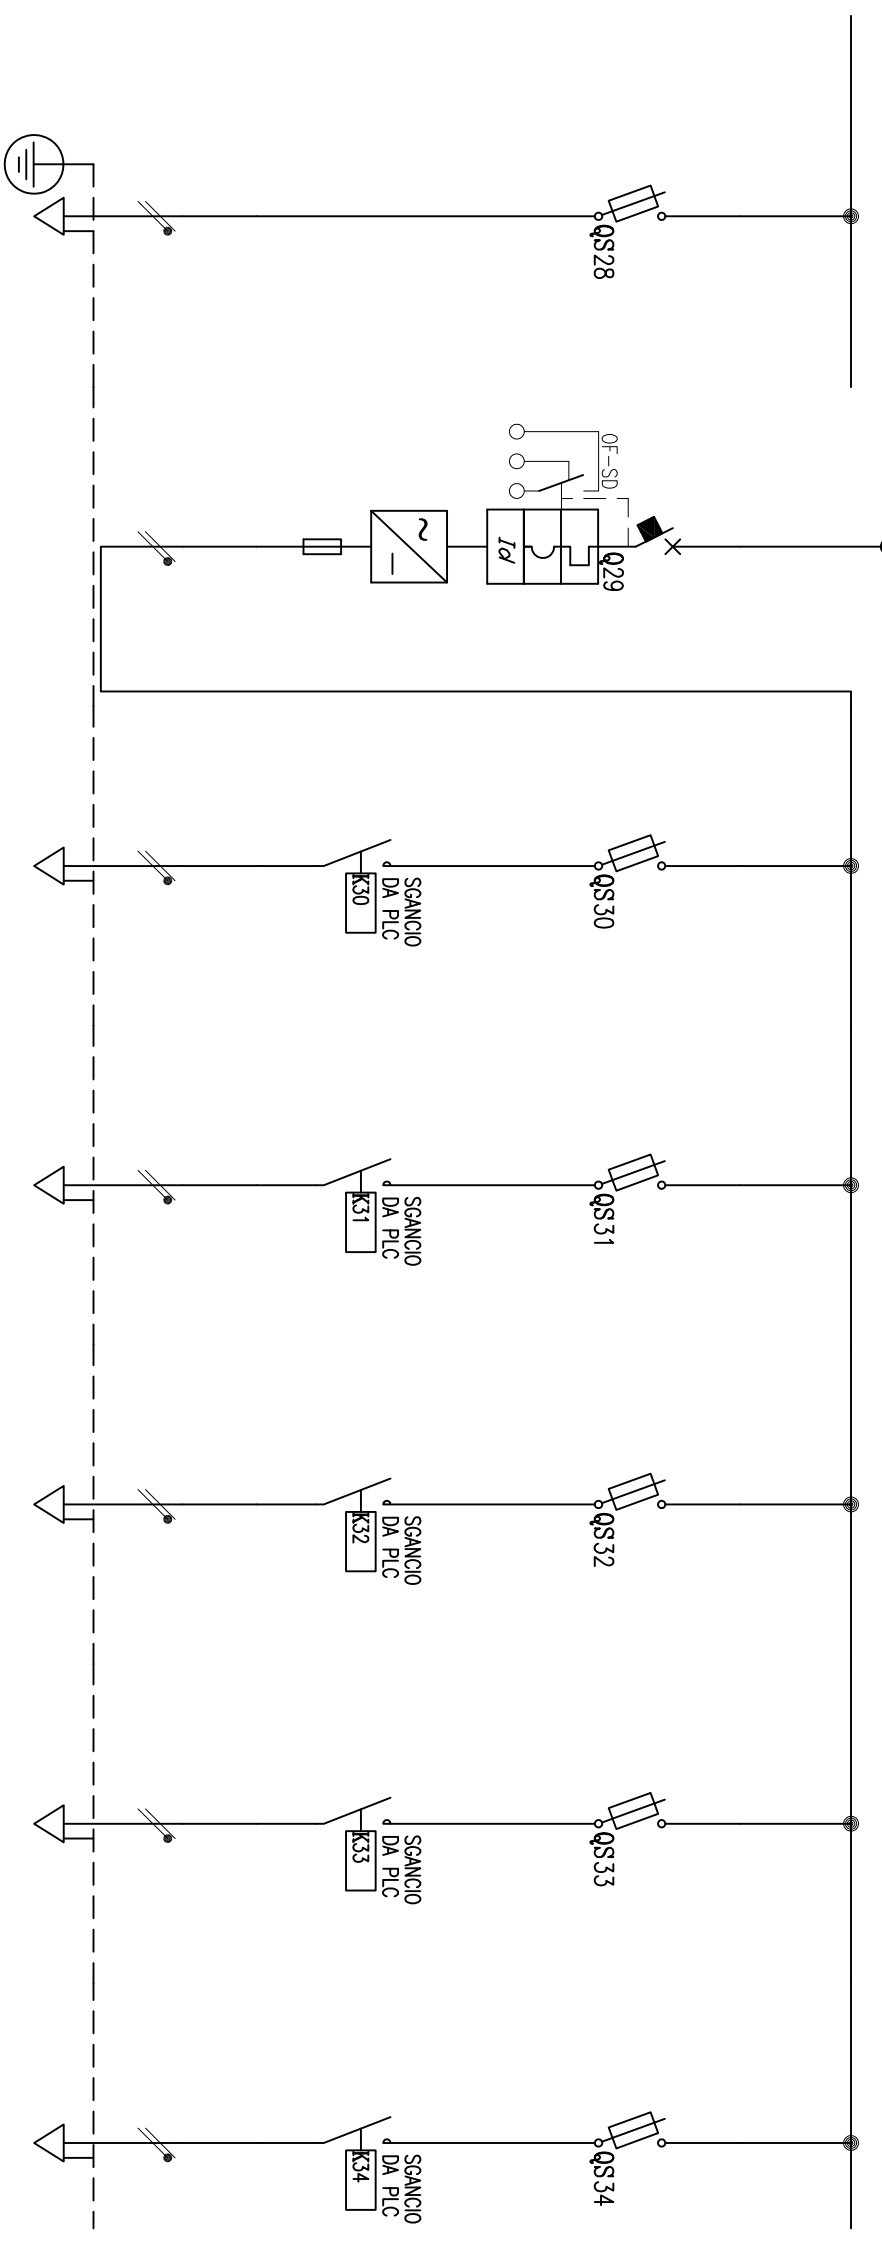 QS28
OF-SD
Q29
Id
QS30
SGANCIO
DA PLC
K30
QS31
SGANCIO
DA PLC
K31
QS32
SGANCIO
DA PLC
K32
QS33
SGANCIO
DA PLC
K33
QS34
SGANCIO
DA PLC
K34